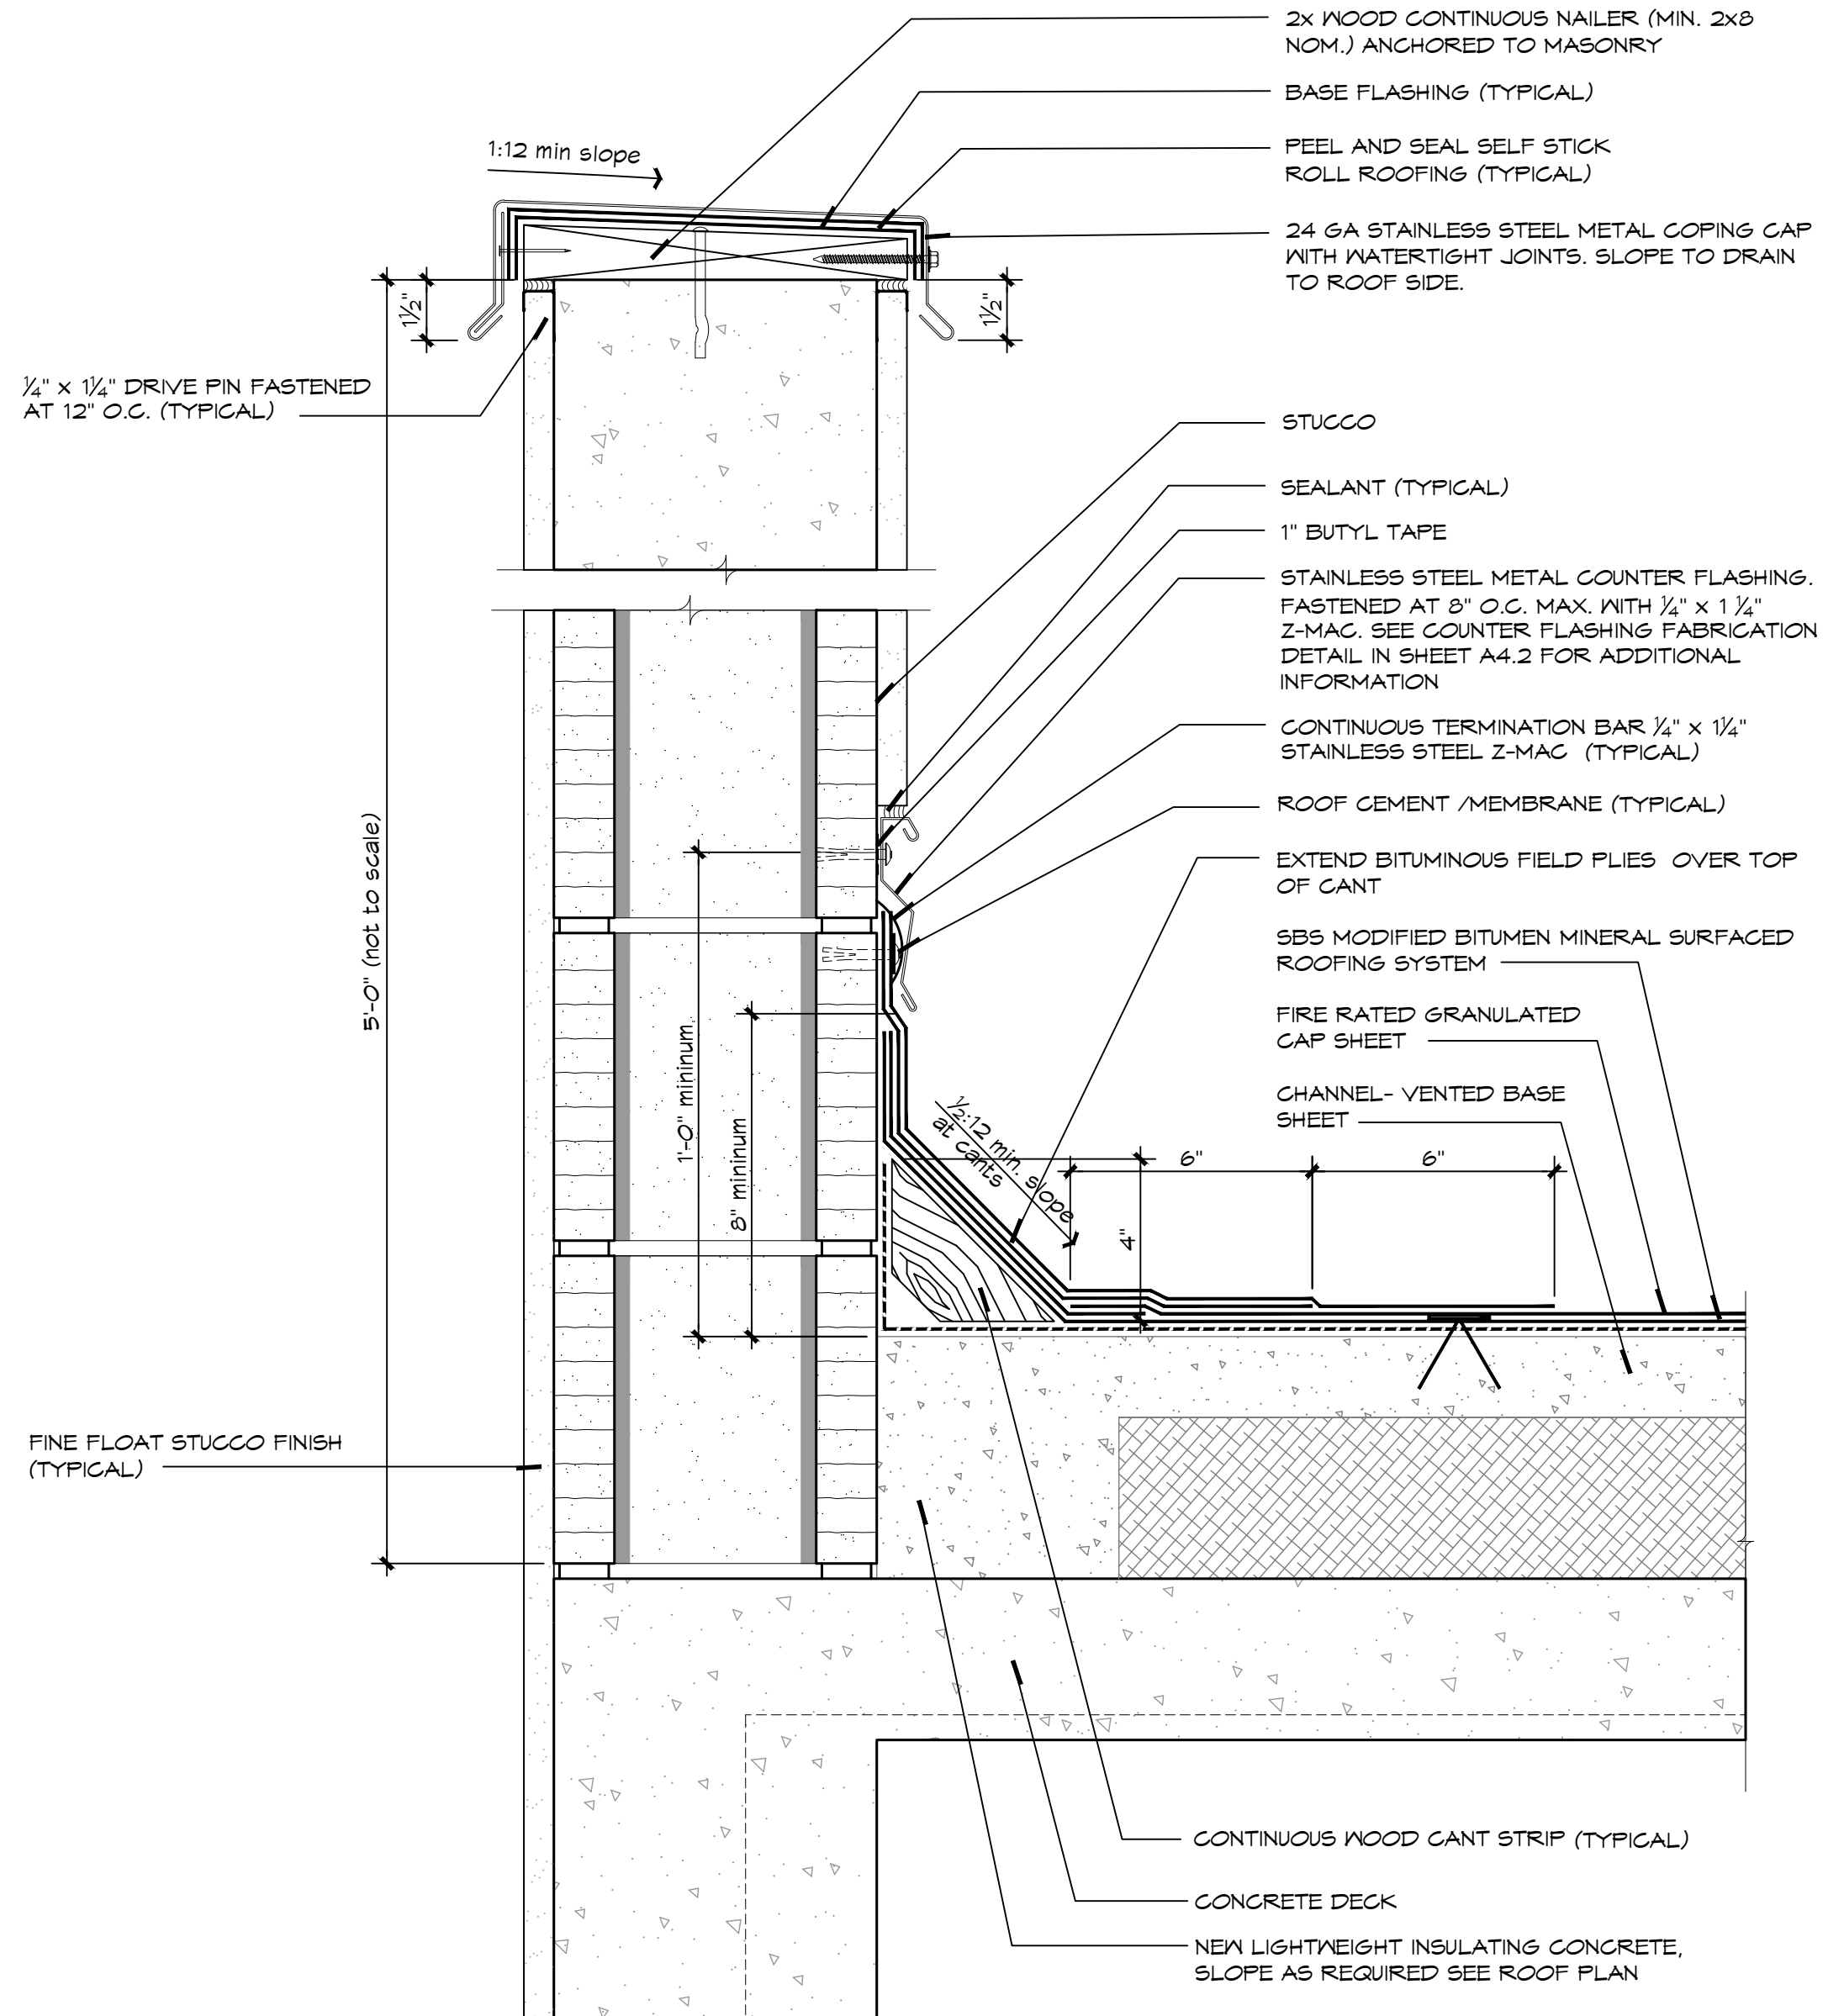 2x WOOD CONTINUOUS NAILER (MIN. 2x8
NOM.) ANCHORED TO MASONRY
BASE FLASHING (TYPICAL)
1:12 min slope
PEEL AND SEAL SELF STICK
ROLL ROOFING (TYPICAL)
24 GA STAINLESS STEEL METAL COPING CAP
WITH WATERTIGHT JOINTS. SLOPE TO DRAIN
TO ROOF SIDE.
1½"
1½"
¼" x 1¼" DRIVE PIN FASTENED
AT 12" O.C. (TYPICAL)
STUCCO
SEALANT (TYPICAL)
1" BUTYL TAPE
STAINLESS STEEL METAL COUNTER FLASHING.
FASTENED AT 8" O.C. MAX. WITH ¼" x 1 ¼"
Z-MAC. SEE COUNTER FLASHING FABRICATION
DETAIL IN SHEET A4.2 FOR ADDITIONAL
INFORMATION
CONTINUOUS TERMINATION BAR ¼" x 1¼"
STAINLESS STEEL Z-MAC (TYPICAL)
ROOF CEMENT /MEMBRANE (TYPICAL)
EXTEND BITUMINOUS FIELD PLIES OVER TOP
OF CANT
5'-0" (not to scale)
SBS MODIFIED BITUMEN MINERAL SURFACED
ROOFING SYSTEM
FIRE RATED GRANULATED
CAP SHEET
CHANNEL- VENTED BASE
SHEET
1'-0" mininum
8" mininum
½:12 min. slope
at cants
6"
6"
4"
FINE FLOAT STUCCO FINISH
(TYPICAL)
CONTINUOUS WOOD CANT STRIP (TYPICAL)
CONCRETE DECK
NEW LIGHTWEIGHT INSULATING CONCRETE,
SLOPE AS REQUIRED SEE ROOF PLAN